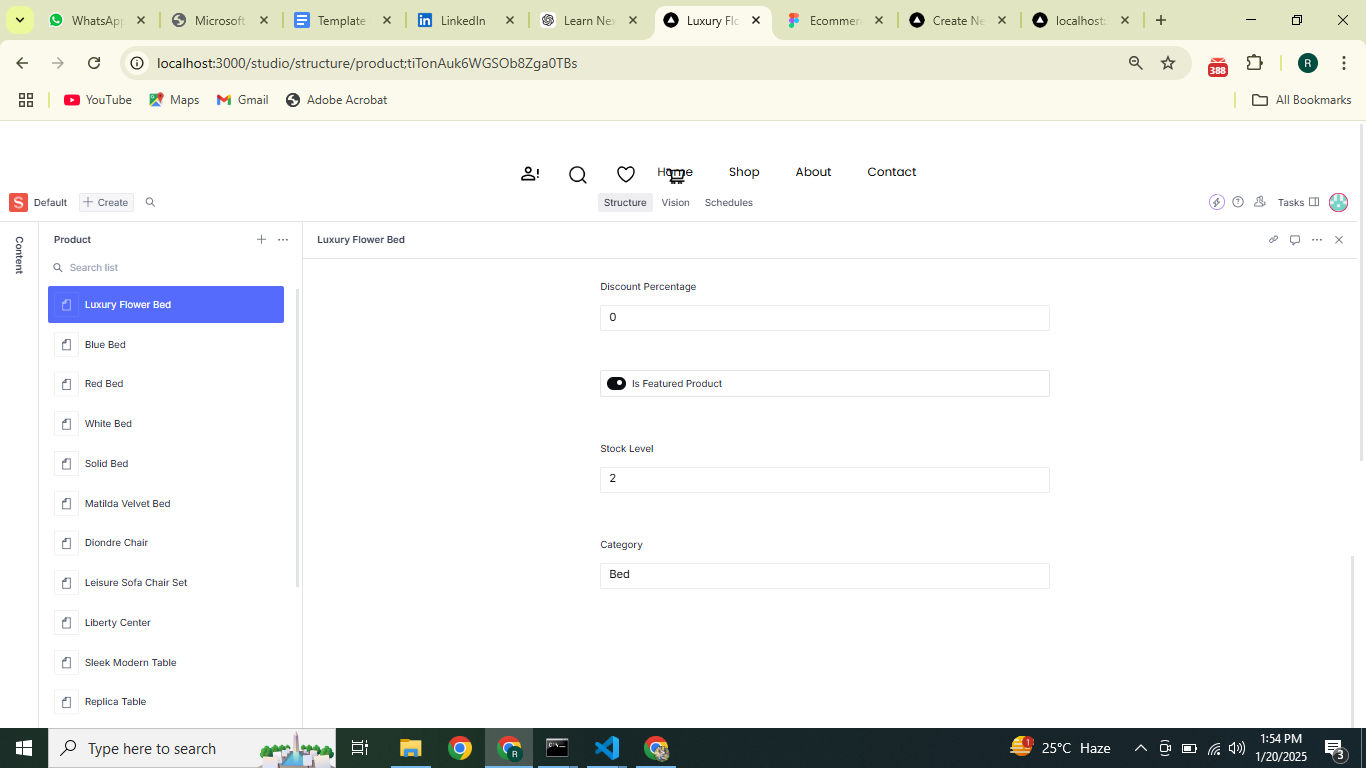 WhatsApp
Microsoft
Template
LinkedIn
Learn Nex
Luxury Flo
Ecommer
Create Ne
localhost:
localhost:3000/studio/structure/product;tiTonAuk6WGSOb8Zga0TBs
388
R
YouTube
Maps
Gmail
Adobe Acrobat
All Bookmarks
Home
Shop
About
Contact
S
Default
Create
Structure
Vision
Schedules
Tasks
Content
Product
Luxury Flower Bed
Search list
Luxury Flower Bed
Blue Bed
Red Bed
White Bed
Solid Bed
Matilda Velvet Bed
Diondre Chair
Leisure Sofa Chair Set
Liberty Center
Sleek Modern Table
Replica Table
Discount Percentage
0
Is Featured Product
Stock Level
2
Category
Bed
Type here to search
R
1
25°C Haze
1:54 PM
1/20/2025
3